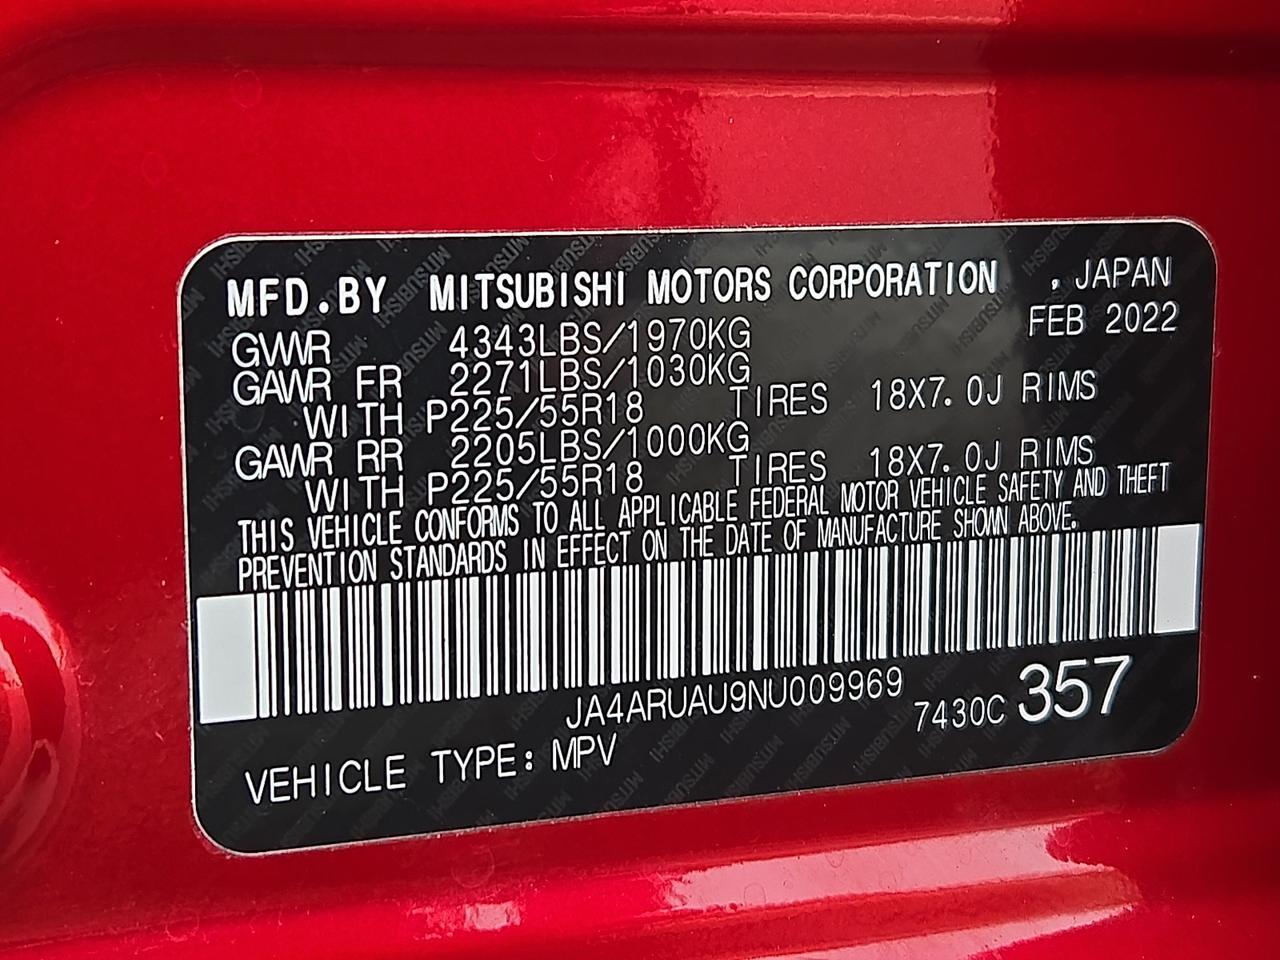 MFD.BY MITSUBISHI MOTORS CORPORATION , JAPAN
FEB 2022
GVWR 4343LBS/1970KG
GAWR FR 2271LBS/1030KG
WITH P225/55R18 TIRES 18X7.0J RIMS
GAWR RR 2205LBS/1000KG
WITH P225/55R18 TIRES 18X7.0J RIMS
THIS VEHICLE CONFORMS TO ALL APPLICABLE FEDERAL MOTOR VEHICLE SAFETY AND THEFT
PREVENTION STANDARDS IN EFFECT ON THE DATE OF MANUFACTURE SHOWN ABOVE.
JA4ARUAU9NU009969
7430C 357
VEHICLE TYPE: MPV